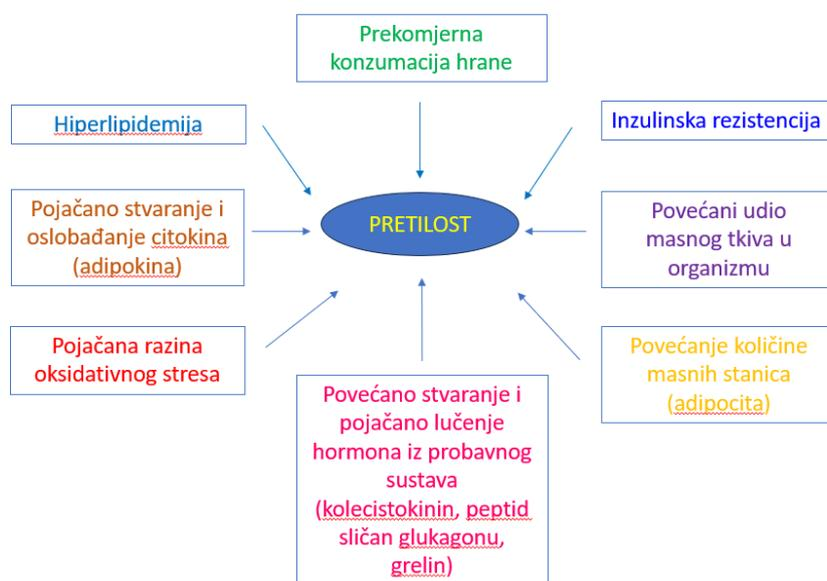 Prekomjerna
konzumacija hrane
Hiperlipidemija
Inzulinska rezistencija
Pojačano stvaranje i
oslobađanje citokina
(adipokina)
PRETILOST
Povećani udio
masnog tkiva u
organizmu
Pojačana razina
oksidativnog stresa
Povećanje količine
masnih stanica
(adipocita)
Povećano stvaranje i
pojačano lučenje
hormona iz probavnog
sustava
(kolecistokinin, peptid
sličan glukagonu,
grelin)